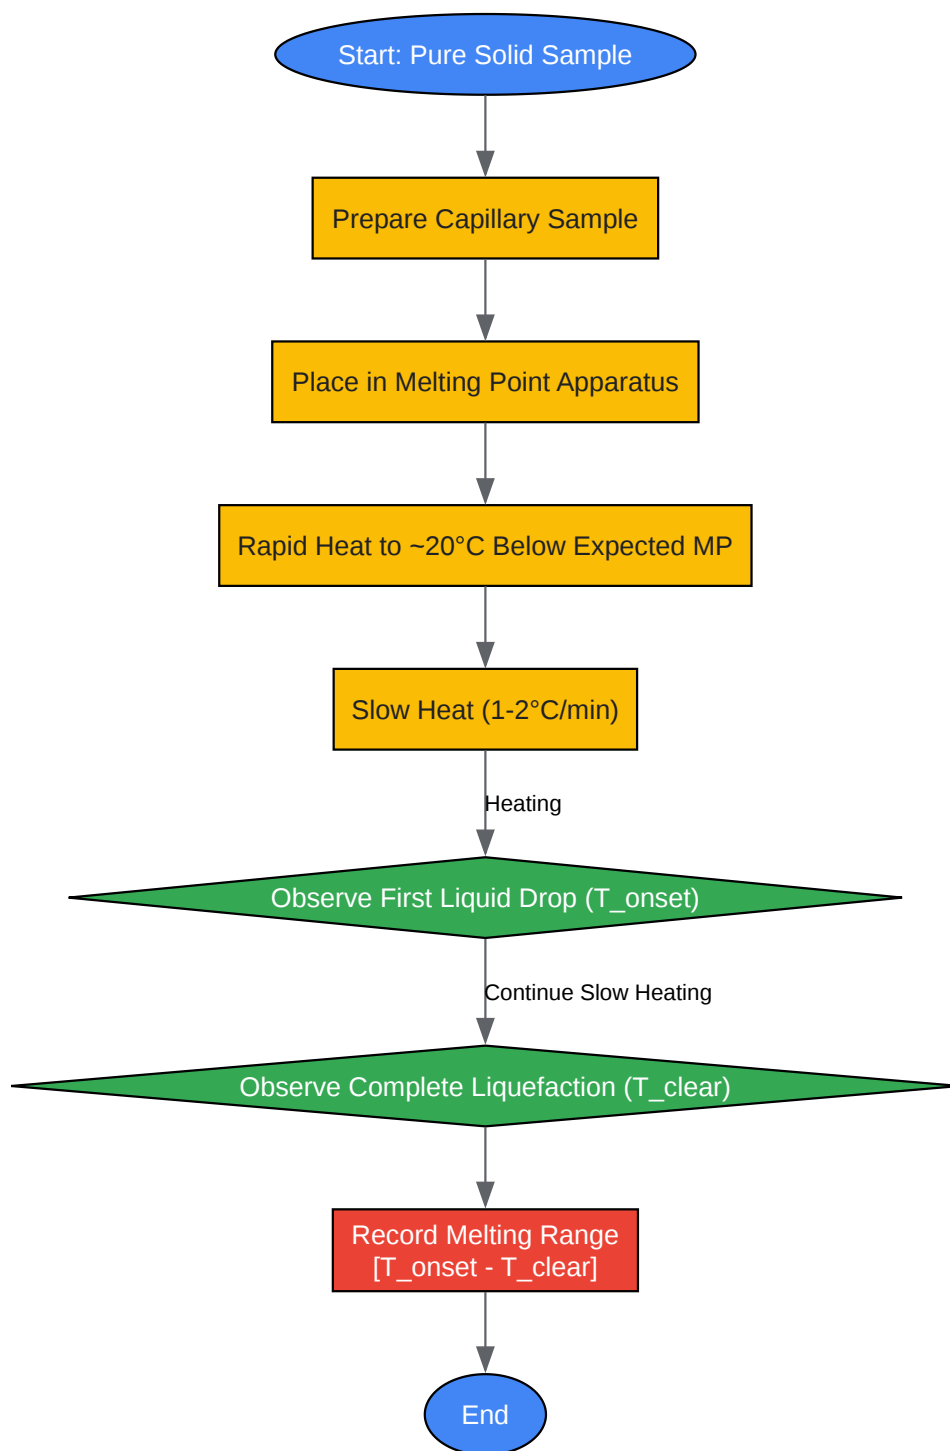 Start: Pure Solid Sample
Prepare Capillary Sample
Place in Melting Point Apparatus
Rapid Heat to ~20°C Below Expected MP
Slow Heat (1-2°C/min)
Heating
Observe First Liquid Drop (T_onset)
Continue Slow Heating
Observe Complete Liquefaction (T_clear)
Record Melting Range
[T_onset - T_clear]
End